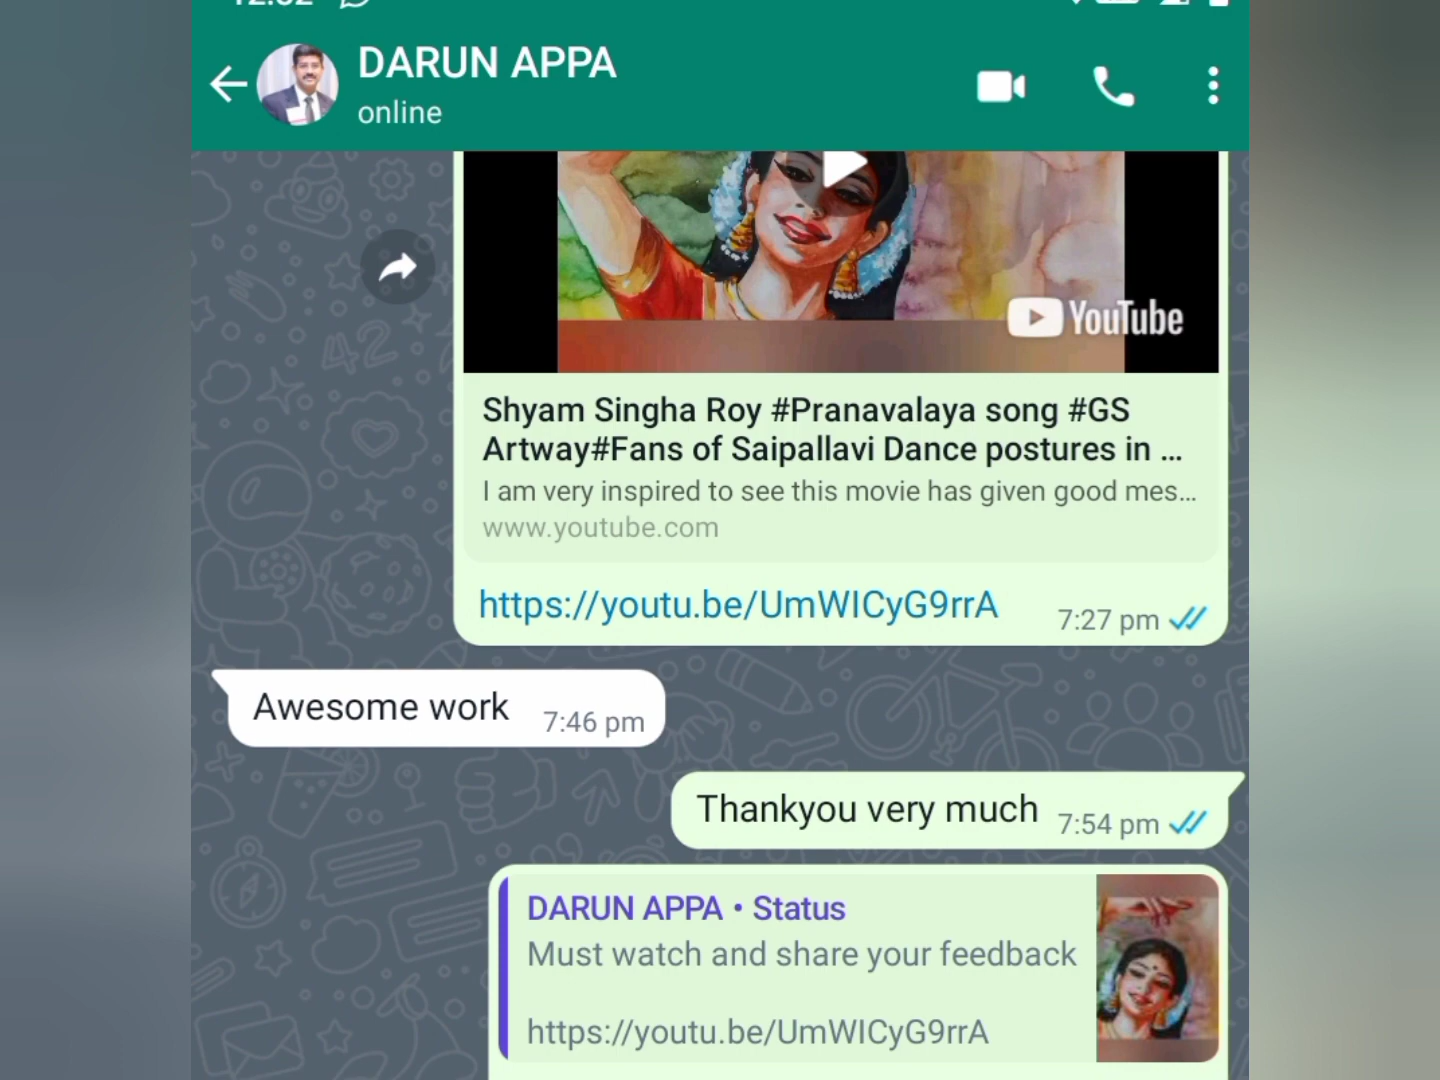 DARUN APPA
online
YouTube
Shyam Singha Roy #Pranavalaya song #GS
Artway#Fans of Saipallavi Dance postures in ...
I am very inspired to see this movie has given good mes...
www.youtube.com
https://youtu.be/UmWICyG9rrA
7:27 pm
Awesome work
7:46 pm
Thankyou very much
7:54 pm
DARUN APPA • Status
Must watch and share your feedback
https://youtu.be/UmWICyG9rrA